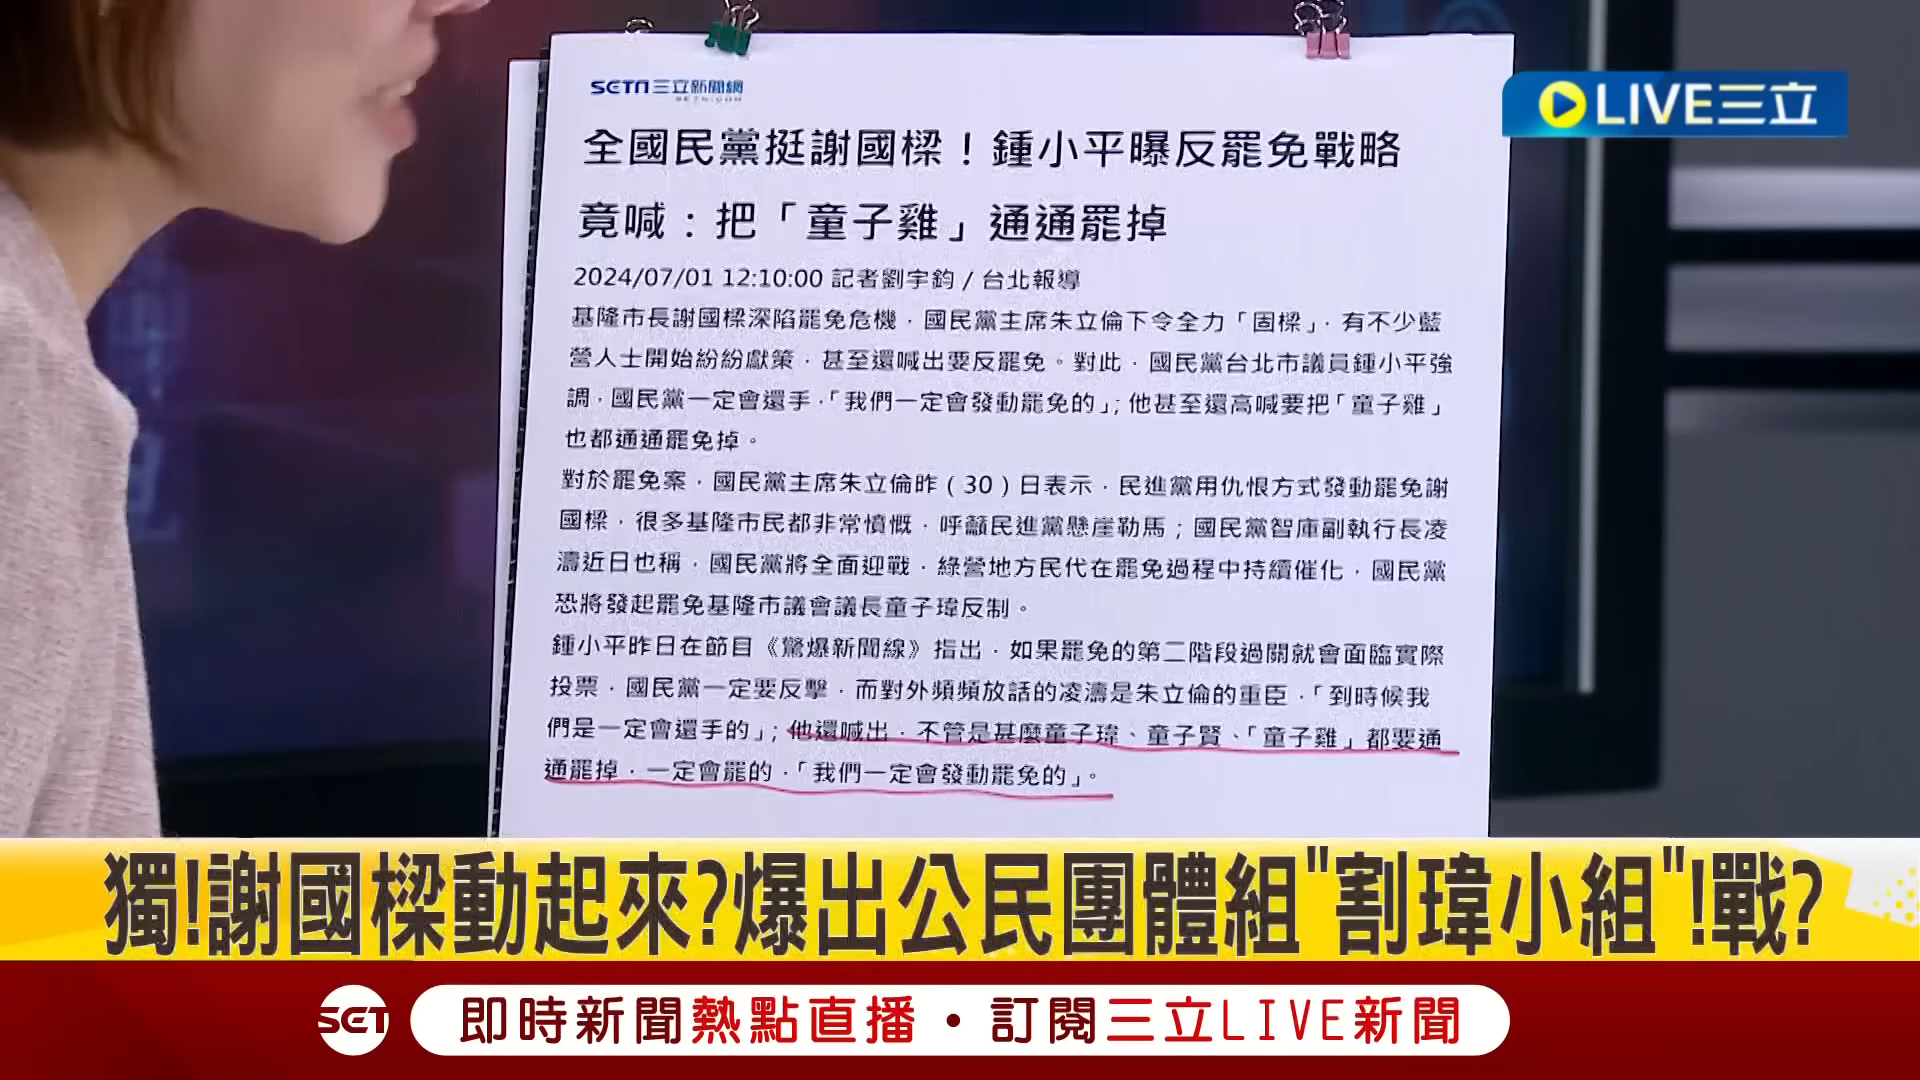 SETN三立新聞網
SETN.COM
LIVE三立
全國民黨挺謝國樑！鍾小平曝反罷免戰略
竟喊：把「童子雞」通通罷掉
2024/07/01 12:10:00 記者劉宇鈞 / 台北報導
基隆市長謝國樑深陷罷免危機，國民黨主席朱立倫下令全力「固樑」，有不少藍
營人士開始紛紛獻策，甚至還喊出要反罷免。對此，國民黨台北市議員鍾小平強
調，國民黨一定會還手，「我們一定會發動罷免的」；他甚至還高喊要把「童子雞」
也都通通罷免掉。
對於罷免案，國民黨主席朱立倫昨（30）日表示，民進黨用仇恨方式發動罷免謝
國樑，很多基隆市民都非常憤慨，呼籲民進黨懸崖勒馬；國民黨智庫副執行長凌
濤近日也稱，國民黨將全面迎戰，綠營地方民代在罷免過程中持續催化，國民黨
恐將發起罷免基隆市議會議長童子瑋反制。
鍾小平昨日在節目《驚爆新聞線》指出，如果罷免的第二階段過關就會面臨實際
投票，國民黨一定要反擊，而對外頻頻放話的凌濤是朱立倫的重臣，「到時候我
們是一定會還手的」；他還喊出，不管是甚麼童子瑋、童子賢、「童子雞」都要通
通罷掉，一定會罷的，「我們一定會發動罷免的」。
獨!謝國樑動起來?爆出公民團體組"割瑋小組"!戰?
SET 即時新聞熱點直播•訂閱三立LIVE新聞